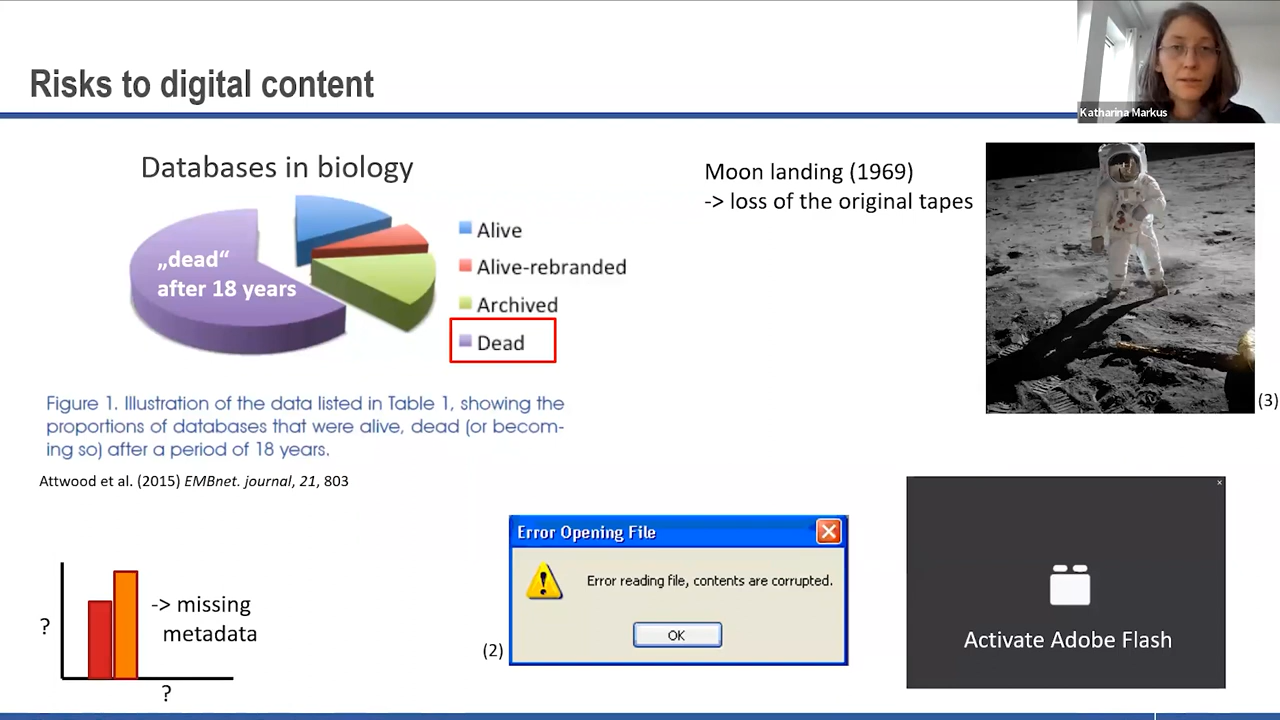 Risks to digital content
Katharina Markus
Databases in biology
„dead“
after 18 years
Alive
Alive-rebranded
Archived
Dead
Figure 1. Illustration of the data listed in Table 1, showing the
proportions of databases that were alive, dead (or becom-
ing so) after a period of 18 years.
Attwood et al. (2015) EMBnet. journal, 21, 803
Moon landing (1969)
-> loss of the original tapes
(3)
?
-> missing
metadata
?
(2)
Error Opening File
Error reading file, contents are corrupted.
OK
Activate Adobe Flash